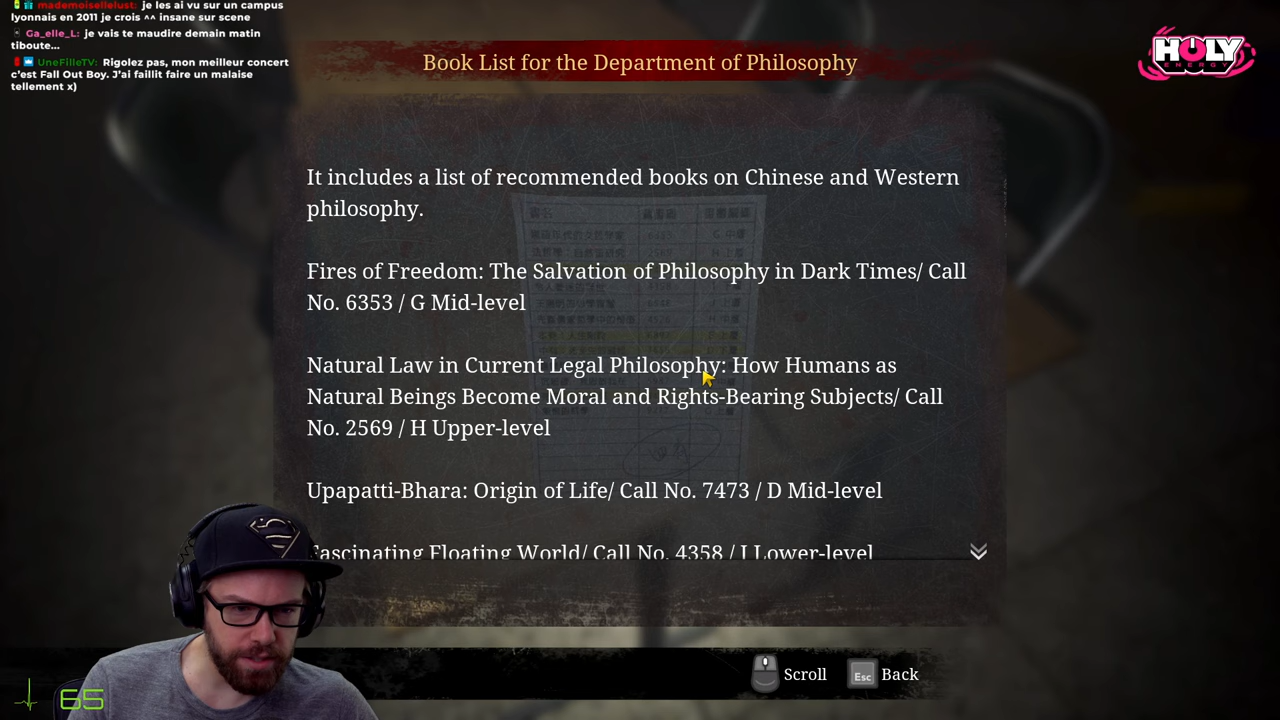 mademoisellelust: je les ai vu sur un campus
lyonnais en 2011 je crois ^^ insane sur scene
Ga_elle_L: je vais te maudire demain matin
tiboute...
UneFilleTV: Rigolez pas, mon meilleur concert
c'est Fall Out Boy. J'ai faillit faire un malaise
tellement x)
HOLY
ENERGY
Book List for the Department of Philosophy
It includes a list of recommended books on Chinese and Western
philosophy.
Fires of Freedom: The Salvation of Philosophy in Dark Times/ Call
No. 6353 / G Mid-level
Natural Law in Current Legal Philosophy: How Humans as
Natural Beings Become Moral and Rights-Bearing Subjects/ Call
No. 2569 / H Upper-level
Upapatti-Bhara: Origin of Life/ Call No. 7473 / D Mid-level
Fascinating Floating World/ Call No. 4358 / I Lower-level
Scroll
Esc Back
65